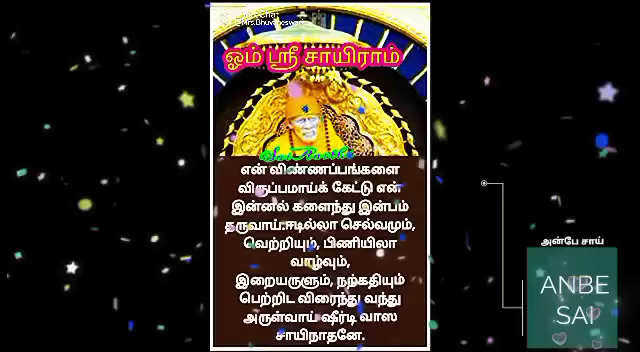 ஓம் ஸ்ரீ சாயிராம்
என் விண்ணப்பங்களை
விருப்பமாய்க் கேட்டு என்
இன்னல் களைந்து இன்பம்
தருவாய்.ஈடில்லா செல்வமும்,
வெற்றியும், பிணியிலா
வாழ்வும்,
இறையருளும், நற்கதியும்
பெற்றிட விரைந்து வந்து
அருள்வாய் ஷீர்டி வாஸ
சாயிநாதனே.
அன்பே சாய்
ANBE
SAI